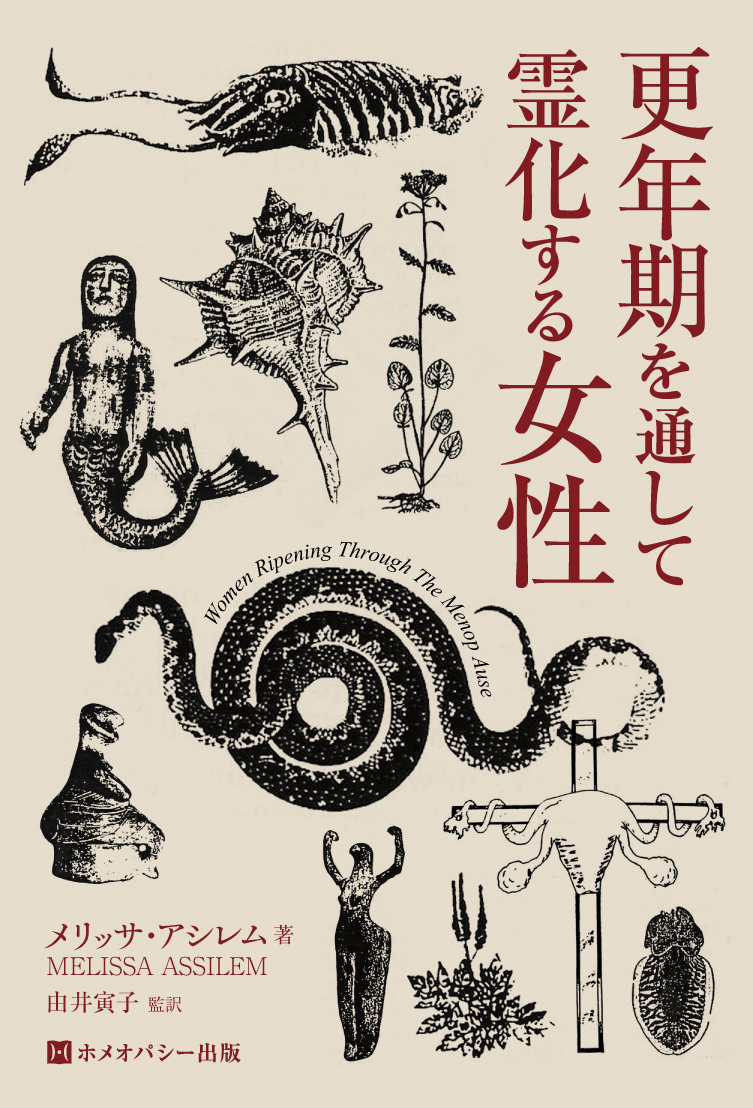 更年期を通して
霊化する女性
Women Ripening Through The Menop Ause
メリッサ・アシレム 著
MELISSA ASSILEM
由井寅子 監訳
ホメオパシー出版